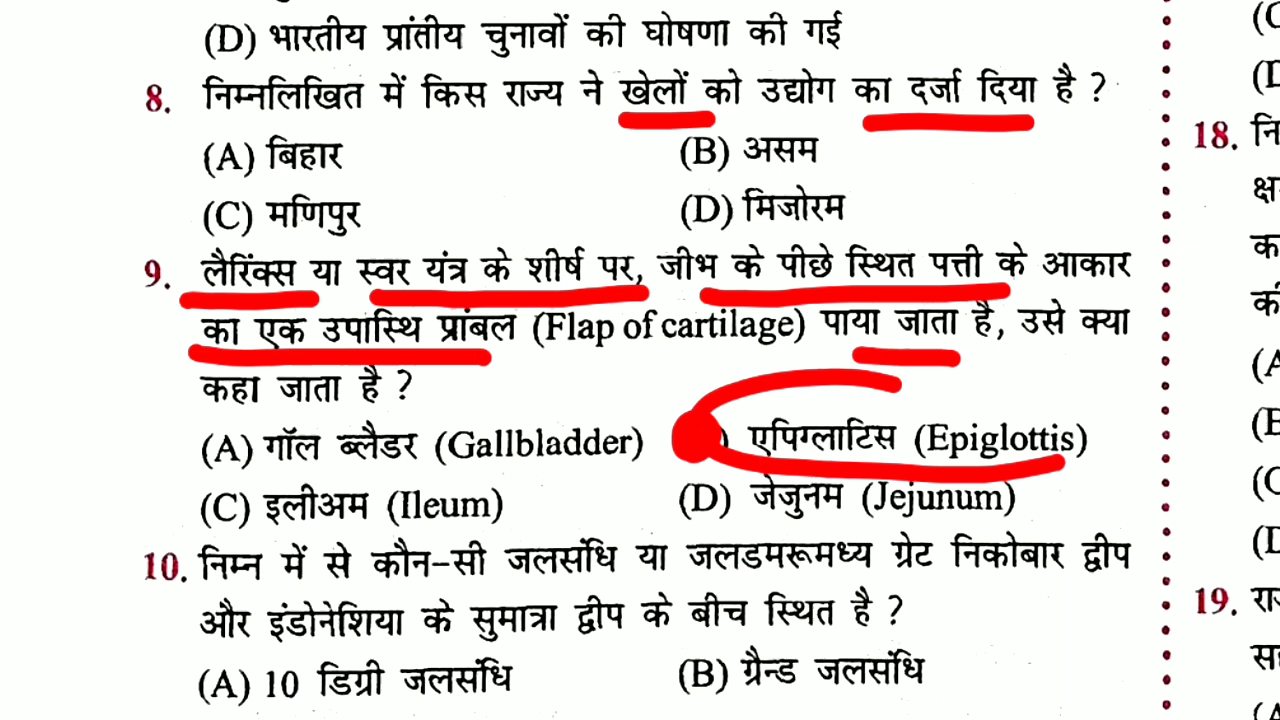 (D) भारतीय प्रांतीय चुनावों की घोषणा की गई
8. निम्नलिखित में किस राज्य ने खेलों को उद्योग का दर्जा दिया है ?
(A) बिहार (B) असम
(C) मणिपुर (D) मिजोरम
9. लैरिंक्स या स्वर यंत्र के शीर्ष पर, जीभ के पीछे स्थित पत्ती के आकार
का एक उपास्थि प्रांबल (Flap of cartilage) पाया जाता है, उसे क्या
कहा जाता है ?
(A) गॉल ब्लैडर (Gallbladder) ) एपिग्लाटिस (Epiglottis)
(C) इलीअम (Ileum) (D) जेजुनम (Jejunum)
10. निम्न में से कौन-सी जलसंधि या जलडमरूमध्य ग्रेट निकोबार द्वीप
और इंडोनेशिया के सुमात्रा द्वीप के बीच स्थित है ?
(A) 10 डिग्री जलसंधि (B) ग्रैन्ड जलसंधि
18. नि
क्ष
क
की
(A
(E
(C
19.
(A